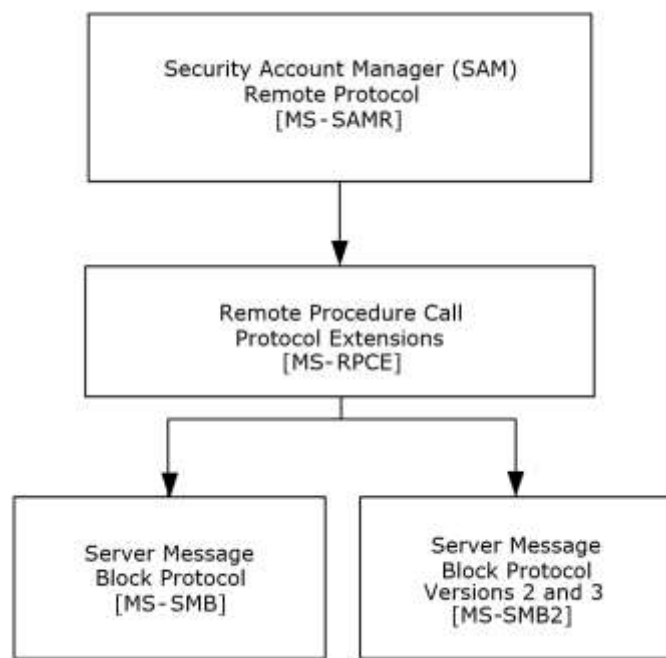 Security Account Manager (SAM)
Remote Protocol
[MS-SAMR]
Remote Procedure Call
Protocol Extensions
[MS-RPCE]
Server Message
Block Protocol
[MS-SMB]
Server Message
Block Protocol
Versions 2 and 3
[MS-SMB2]